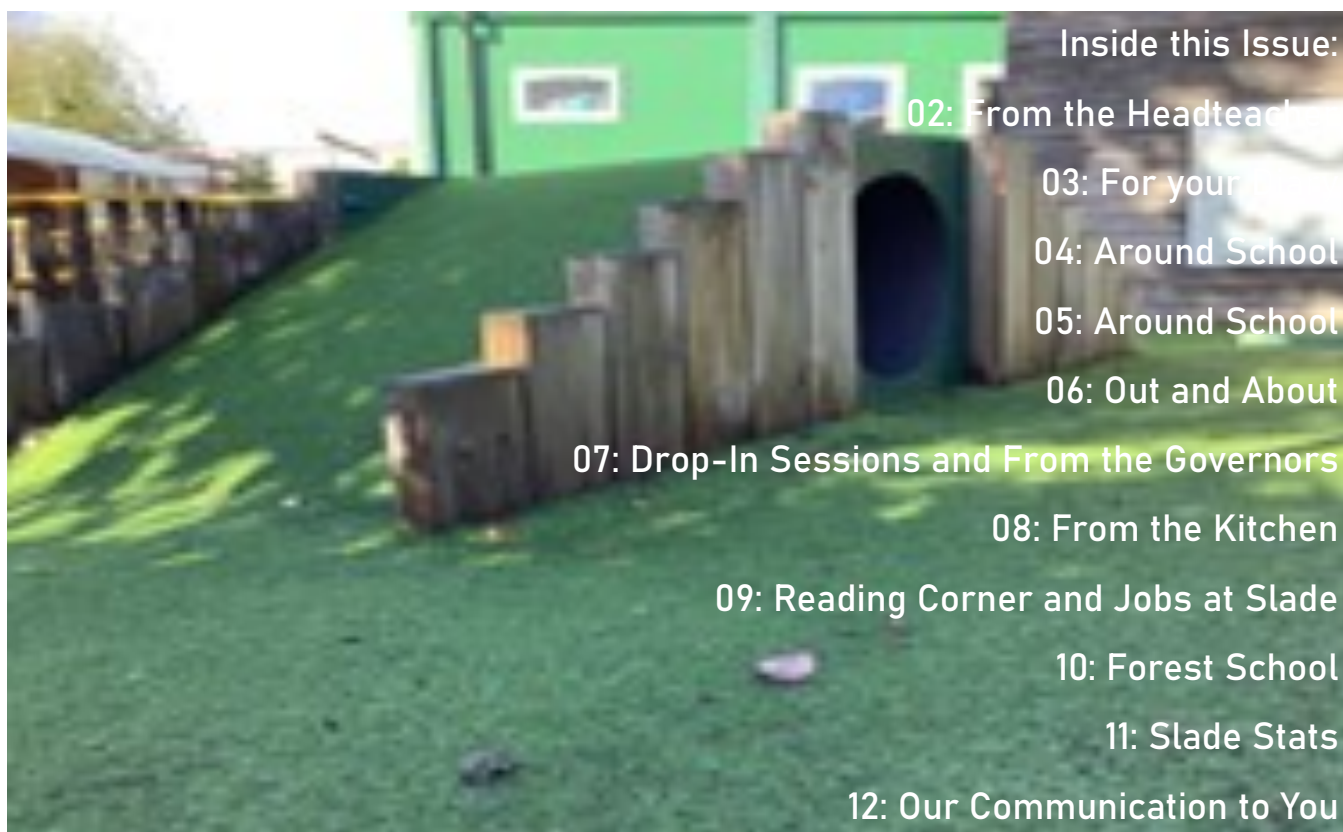 Inside this Issue:
02: From the
03: For your
04: Around School
05: Around School
06: Out and About
07: Drop-In Sessions and From the Governors
08: From the Kitchen
09: Reading Corner and Jobs at Slade
10: Forest School
11: Slade Stats
12: Our Communication to You